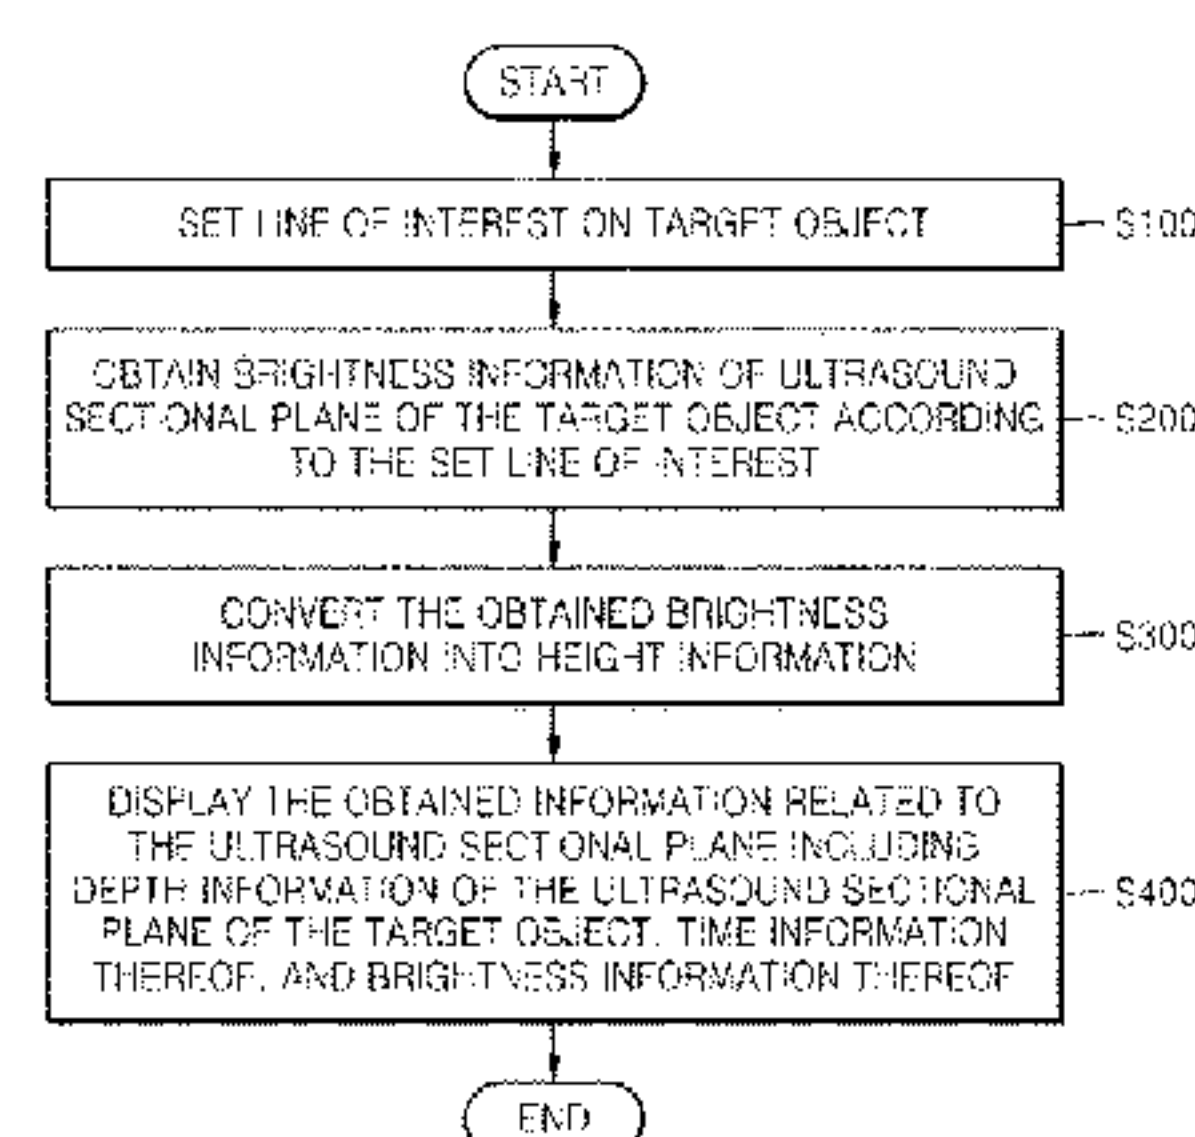 START
SET LINE OF INTEREST ON TARGET OBJECT
S100
OBTAIN BRIGHTNESS INFORMATION OF ULTRASOUND
SECTIONAL PLANE OF THE TARGET OBJECT ACCORDING
TO THE SET LINE OF INTEREST
S200
CONVERT THE OBTAINED BRIGHTNESS
INFORMATION INTO HEIGHT INFORMATION
S300
DISPLAY THE OBTAINED INFORMATION RELATED TO
THE ULTRASOUND SECTIONAL PLANE INCLUDING
DEPTH INFORMATION OF THE ULTRASOUND SECTIONAL
PLANE OF THE TARGET OBJECT, TIME INFORMATION
THEREOF, AND BRIGHTNESS INFORMATION THEREOF
S400
END